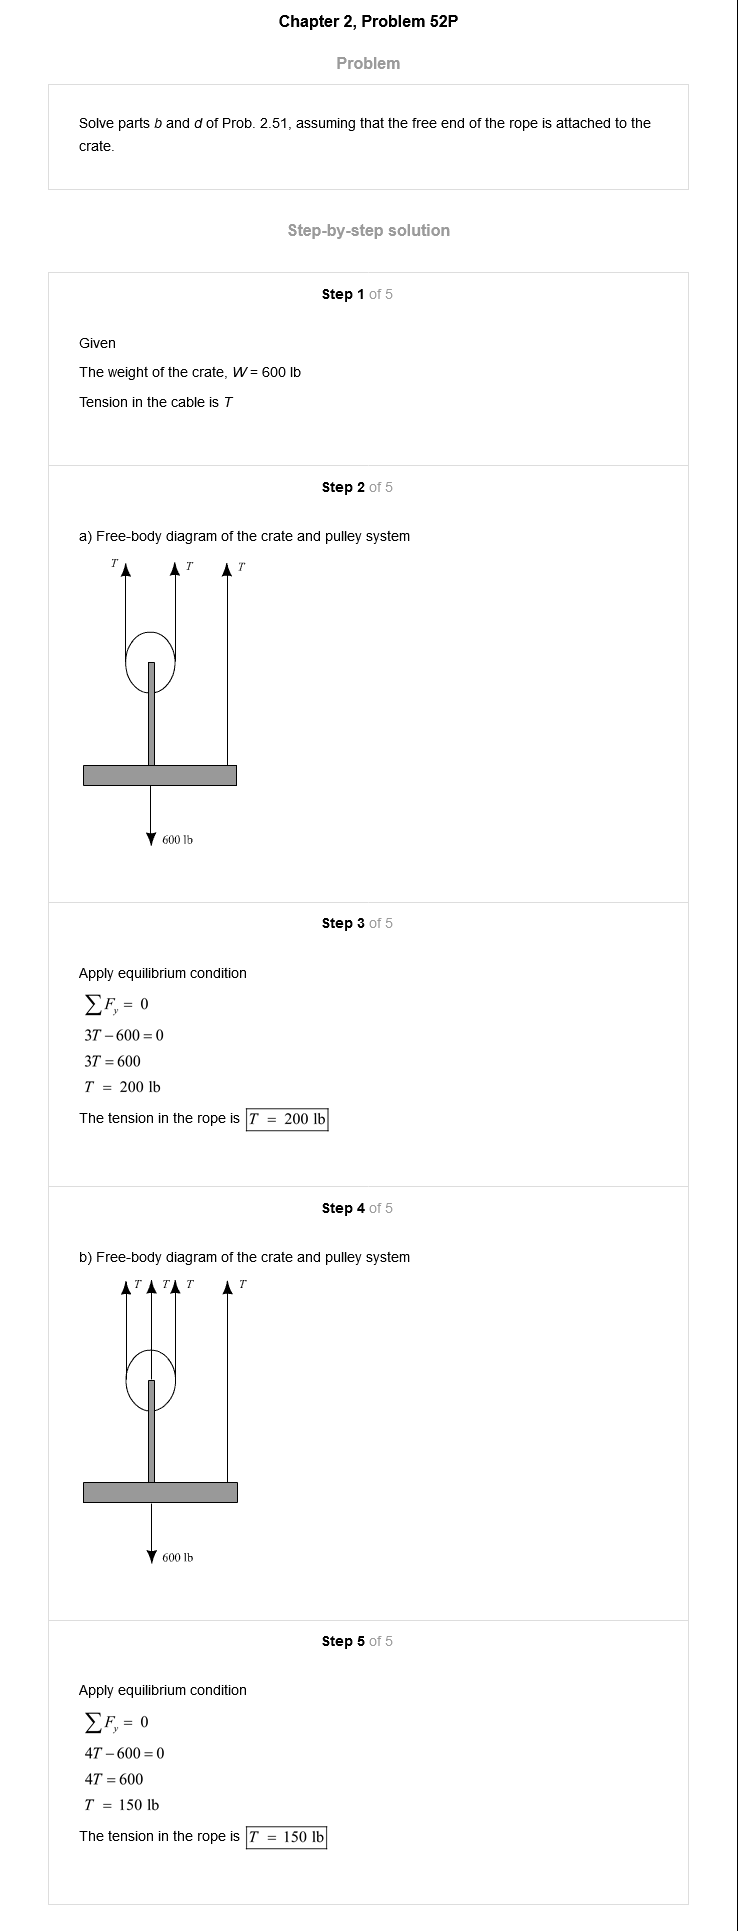 Chapter 2, Problem 52P
Problem
Solve parts b and d of Prob. 2.51, assuming that the free end of the rope is attached to the
crate.
Step-by-step solution
Step 1 of 5
Given
The weight of the crate, W = 600 lb
Tension in the cable is T
Step 2 of 5
a) Free-body diagram of the crate and pulley system
T T T
600 lb
Step 3 of 5
Apply equilibrium condition
∑F_y = 0
3T − 600 = 0
3T = 600
T = 200 lb
The tension in the rope is T = 200 lb
Step 4 of 5
b) Free-body diagram of the crate and pulley system
T T T T
600 lb
Step 5 of 5
Apply equilibrium condition
∑F_y = 0
4T − 600 = 0
4T = 600
T = 150 lb
The tension in the rope is T = 150 lb